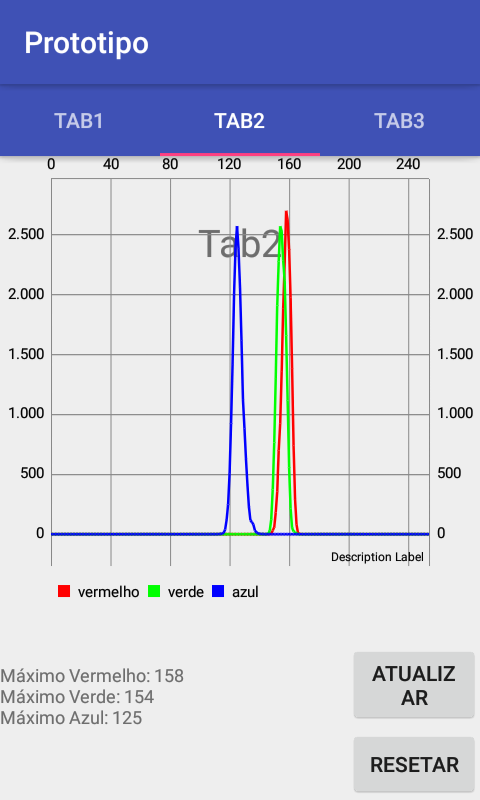 Prototipo
TAB1 TAB2 TAB3
0 40 80 120 160 200 240
Tab2
2.500 2.500
2.000 2.000
1.500 1.500
1.000 1.000
500 500
0 0
Description Label
vermelho verde azul
Máximo Vermelho: 158
Máximo Verde: 154
Máximo Azul: 125
ATUALIZ
AR
RESETAR